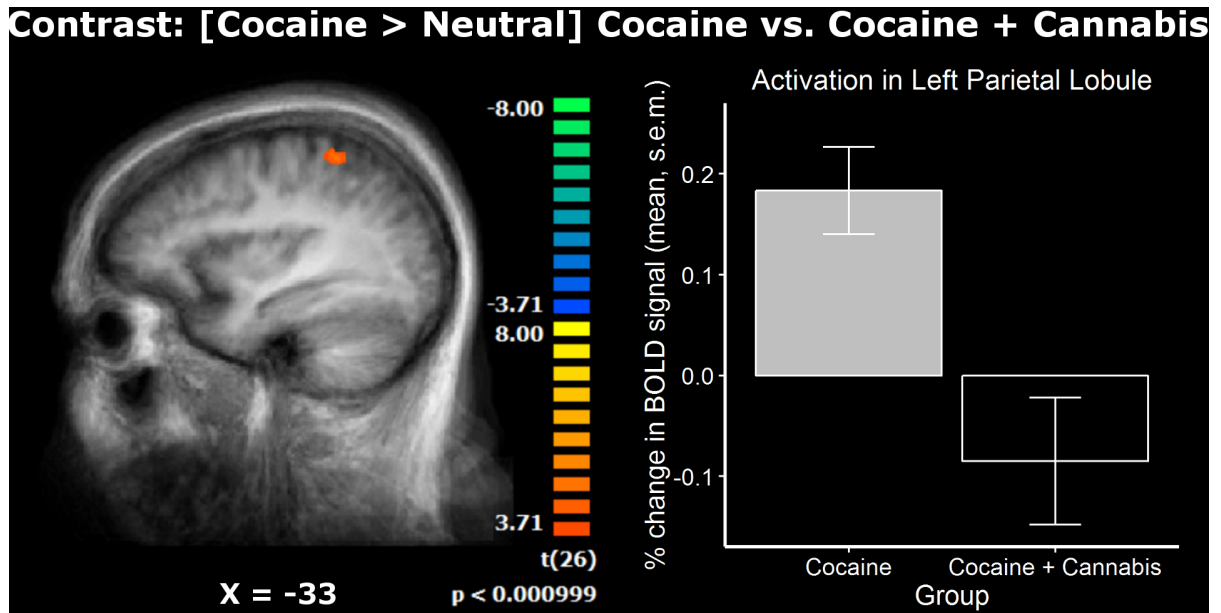 Contrast: [Cocaine > Neutral] Cocaine vs. Cocaine + Cannabis
-8.00
-3.71
8.00
3.71
t(26)
p < 0.000999
X = -33
Activation in Left Parietal Lobule
% change in BOLD signal (mean, s.e.m.)
0.2
0.1
0.0
-0.1
Cocaine
Cocaine + Cannabis
Group